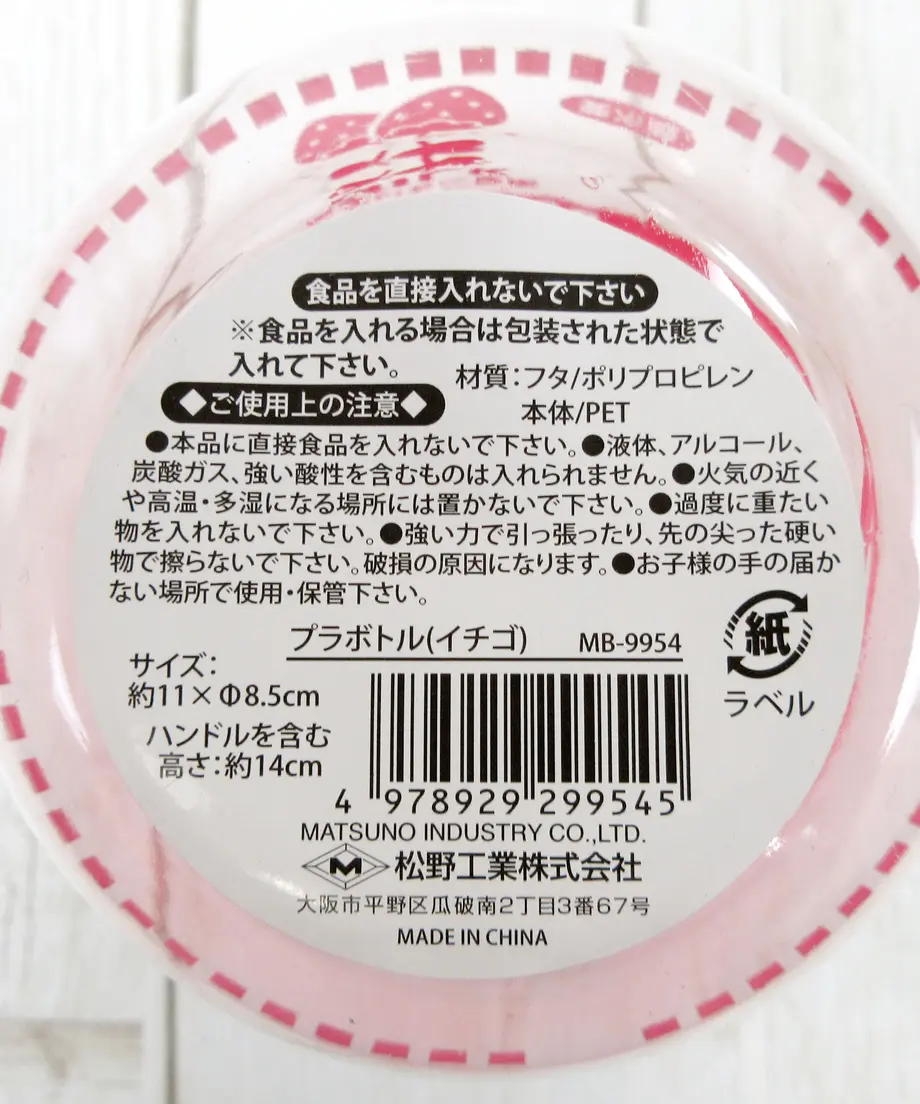 食品を直接入れないで下さい
※食品を入れる場合は包装された状態で
入れて下さい。
材質:フタ/ポリプロピレン
本体/PET
◆ご使用上の注意◆
●本品に直接食品を入れないで下さい。●液体、アルコール、
炭酸ガス、強い酸性を含むものは入れられません。●火気の近く
や高温・多湿になる場所には置かないで下さい。●過度に重たい
物を入れないで下さい。●強い力で引っ張ったり、先の尖った硬い
物で擦らないで下さい。破損の原因になります。●お子様の手の届か
ない場所で使用・保管下さい。
プラボトル(イチゴ) MB-9954
紙
ラベル
サイズ:
約11×Φ8.5cm
ハンドルを含む
高さ:約14cm
4 978929 299545
MATSUNO INDUSTRY CO.,LTD.
M 松野工業株式会社
大阪市平野区瓜破南2丁目3番67号
MADE IN CHINA